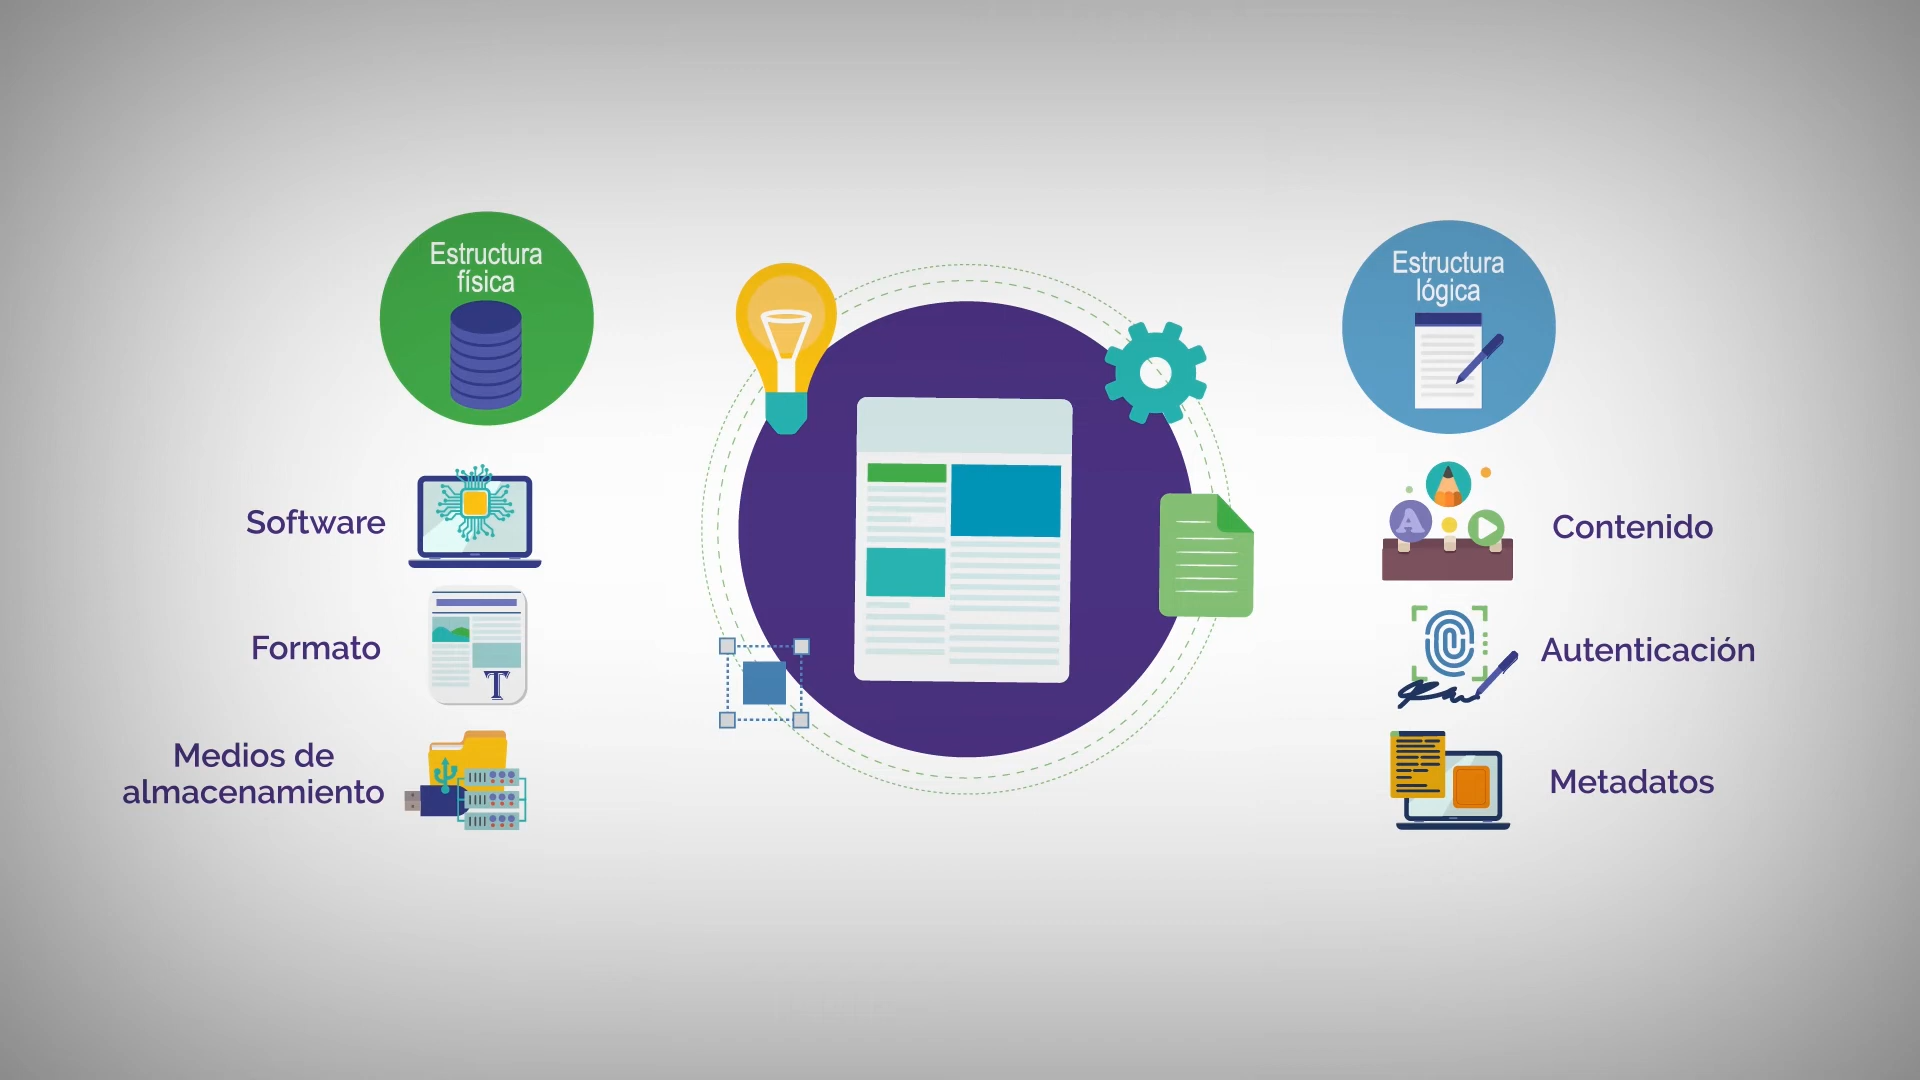 Estructura
física
Software
Formato
Medios de
almacenamiento
Estructura
lógica
Contenido
Autenticación
Metadatos